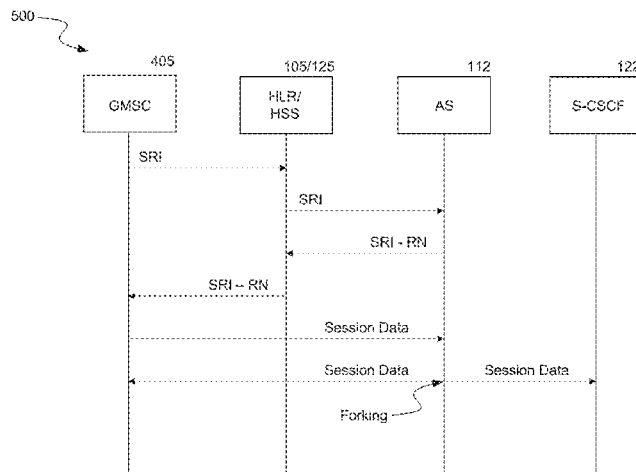 500
405
105/125
112
122
GMSC
HLR/
HSS
AS
S-CSCF
SRI
SRI
SRI - RN
SRI – RN
Session Data
Session Data
Session Data
Forking